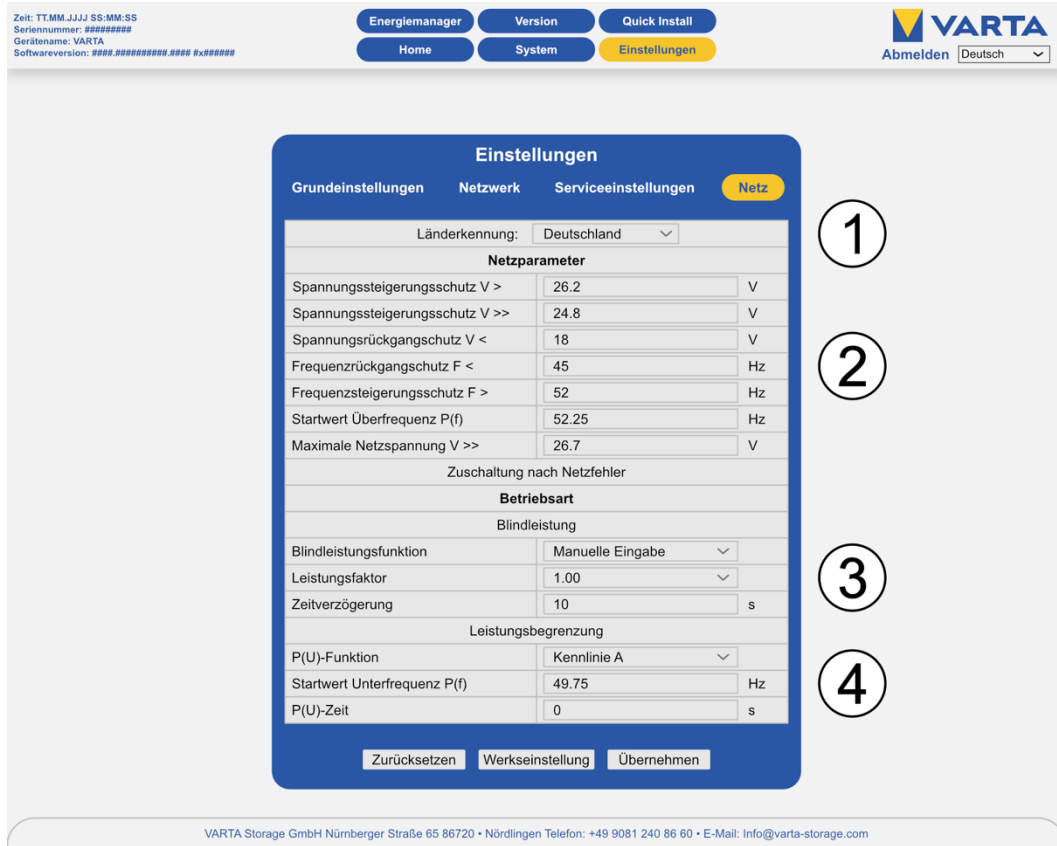 Zeit: TT.MM.JJJJ SS:MM:SS
Seriennummer: #########
Gerätename: VARTA
Softwareversion: ####.##########.#### #x######
Energiemanager Version Quick Install
Home System Einstellungen
VARTA
Abmelden Deutsch
Einstellungen
Grundeinstellungen Netzwerk Serviceeinstellungen Netz
Länderkennung: Deutschland
1
Netzparameter
Spannungssteigerungsschutz V > 26.2 V
Spannungssteigerungsschutz V >> 24.8 V
Spannungsrückgangschutz V < 18 V
2
Frequenzrückgangschutz F < 45 Hz
Frequenzsteigerungsschutz F > 52 Hz
Startwert Überfrequenz P(f) 52.25 Hz
Maximale Netzspannung V >> 26.7 V
Zuschaltung nach Netzfehler
Betriebsart
Blindleistung
Blindleistungsfunktion Manuelle Eingabe
3
Leistungsfaktor 1.00
Zeitverzögerung 10 s
Leistungsbegrenzung
P(U)-Funktion Kennlinie A
4
Startwert Unterfrequenz P(f) 49.75 Hz
P(U)-Zeit 0 s
Zurücksetzen Werkseinstellung Übernehmen
VARTA Storage GmbH Nürnberger Straße 65 86720 • Nördlingen Telefon: +49 9081 240 86 60 • E-Mail: Info@varta-storage.com